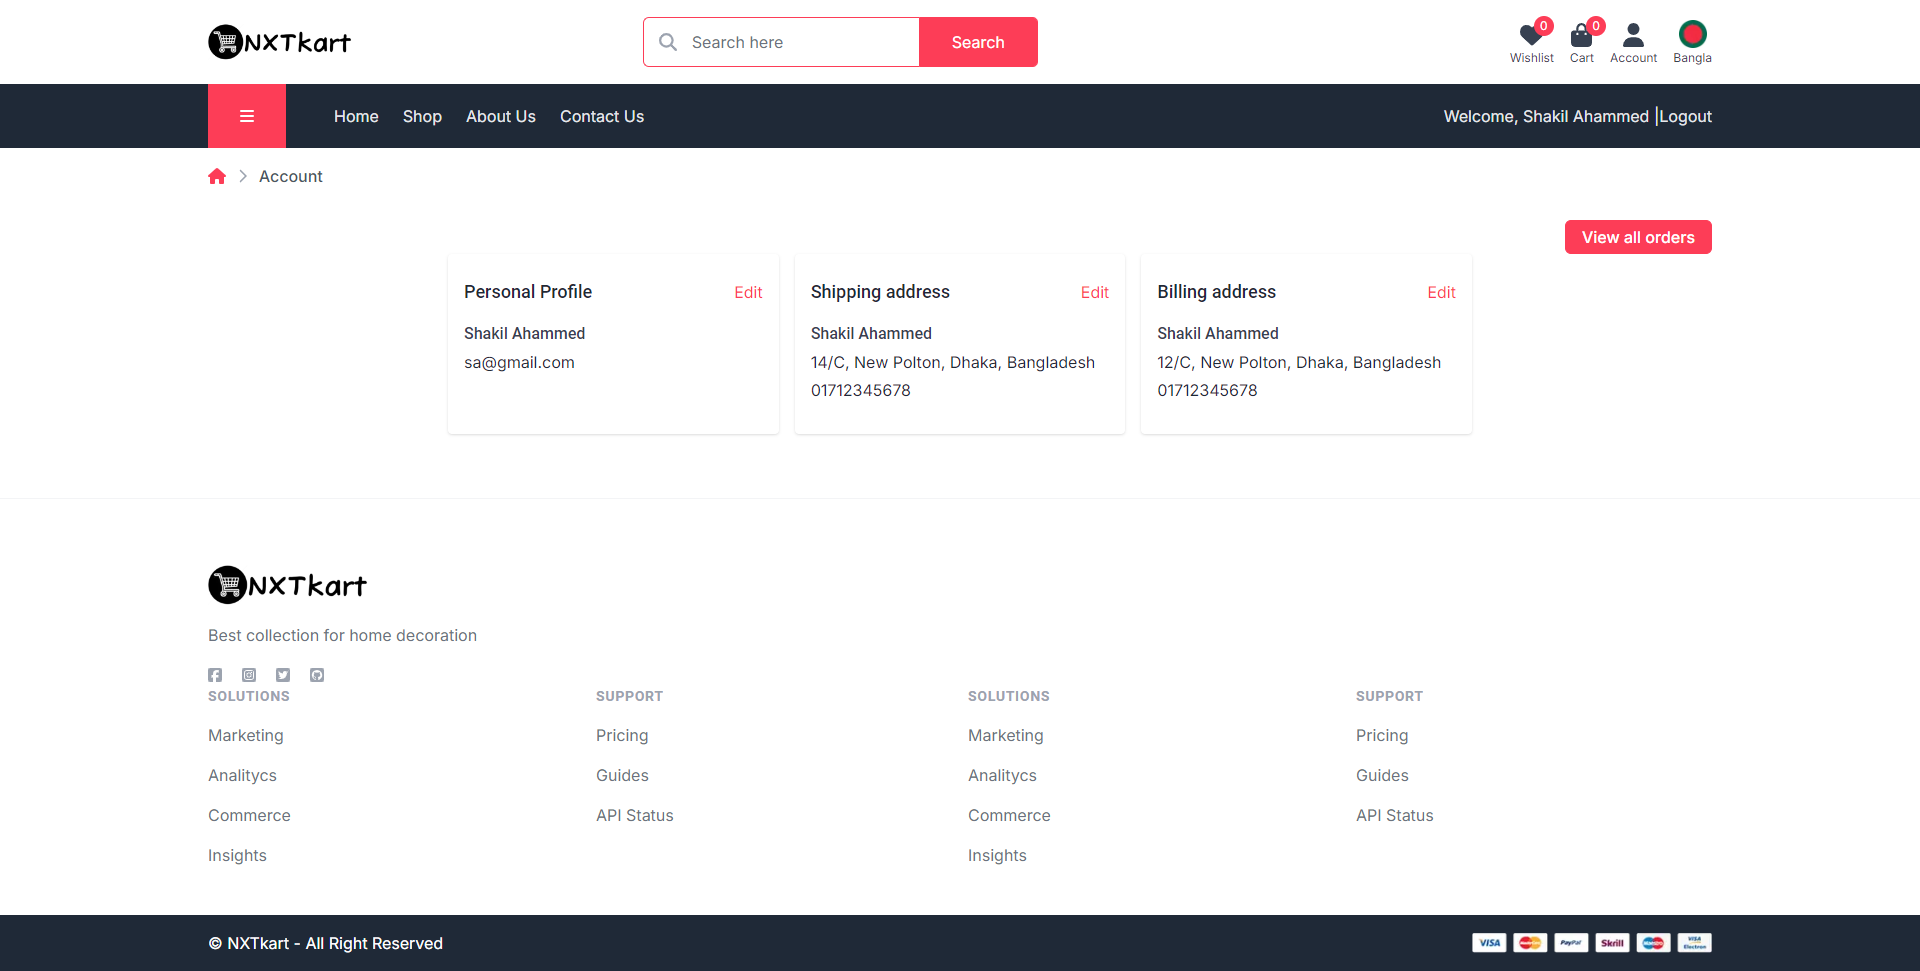 NXTkart
Search here
Search
0
0
Wishlist
Cart
Account
Bangla
Home
Shop
About Us
Contact Us
Welcome, Shakil Ahammed |Logout
Account
View all orders
Personal Profile
Edit
Shakil Ahammed
sa@gmail.com
Shipping address
Edit
Shakil Ahammed
14/C, New Polton, Dhaka, Bangladesh
01712345678
Billing address
Edit
Shakil Ahammed
12/C, New Polton, Dhaka, Bangladesh
01712345678
NXTkart
Best collection for home decoration
SOLUTIONS
Marketing
Analitycs
Commerce
Insights
SUPPORT
Pricing
Guides
API Status
SOLUTIONS
Marketing
Analitycs
Commerce
Insights
SUPPORT
Pricing
Guides
API Status
© NXTkart - All Right Reserved
VISA
PayPal
Skrill
Maestro
VISA
Electron